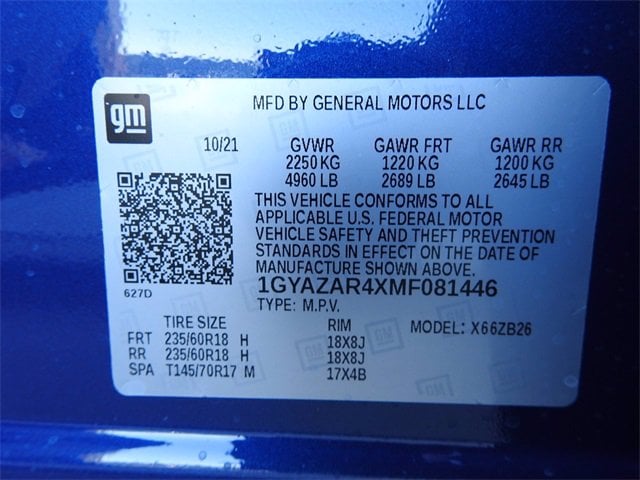 gm
MFD BY GENERAL MOTORS LLC
10/21 GVWR GAWR FRT GAWR RR
2250 KG 1220 KG 1200 KG
4960 LB 2689 LB 2645 LB
THIS VEHICLE CONFORMS TO ALL
APPLICABLE U.S. FEDERAL MOTOR
VEHICLE SAFETY AND THEFT PREVENTION
STANDARDS IN EFFECT ON THE DATE OF
MANUFACTURE SHOWN ABOVE.
627D
1GYAZAR4XMF081446
TYPE: M.P.V.
TIRE SIZE RIM MODEL: X66ZB26
FRT 235/60R18 H 18X8J
RR 235/60R18 H 18X8J
SPA T145/70R17 M 17X4B